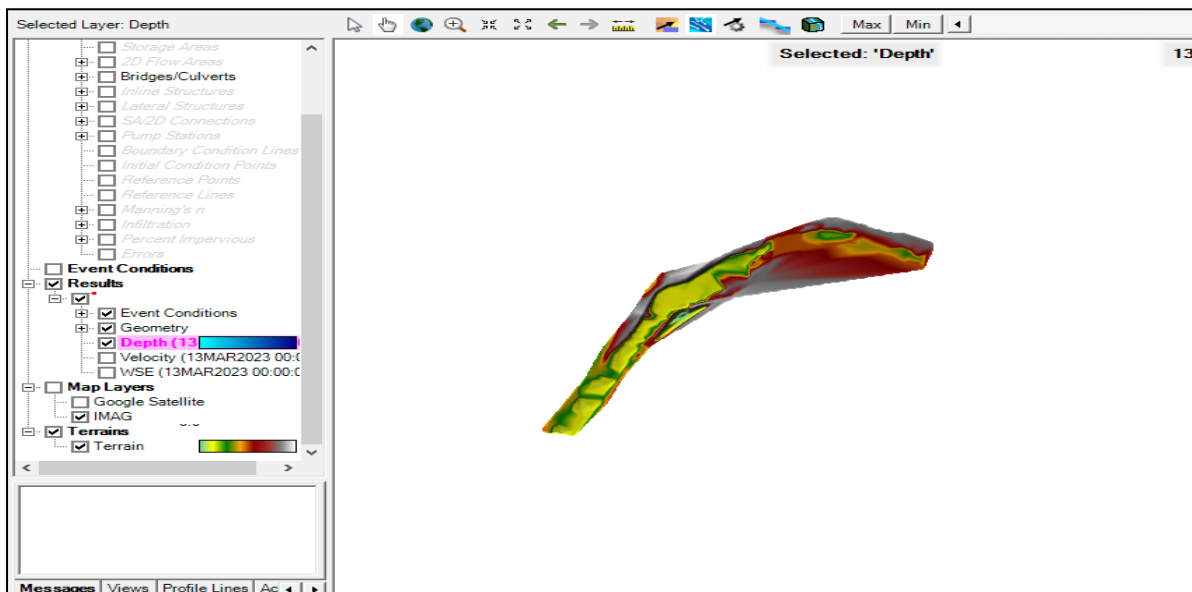 Selected Layer: Depth
Max Min
Selected: 'Depth' 13
Storage Areas
2D Flow Areas
Bridges/Culverts
Inline Structures
Lateral Structures
SA/2D Connections
Pump Stations
Boundary Condition Lines
Initial Condition Points
Reference Points
Reference Lines
Manning's n
Infiltration
Percent Impervious
Errors
Event Conditions
Results
Event Conditions
Geometry
Depth (13
Velocity (13MAR2023 00:0
WSE (13MAR2023 00:00:0
Map Layers
Google Satellite
IMAG
Terrains
Terrain
Messages Views Profile Lines Ac